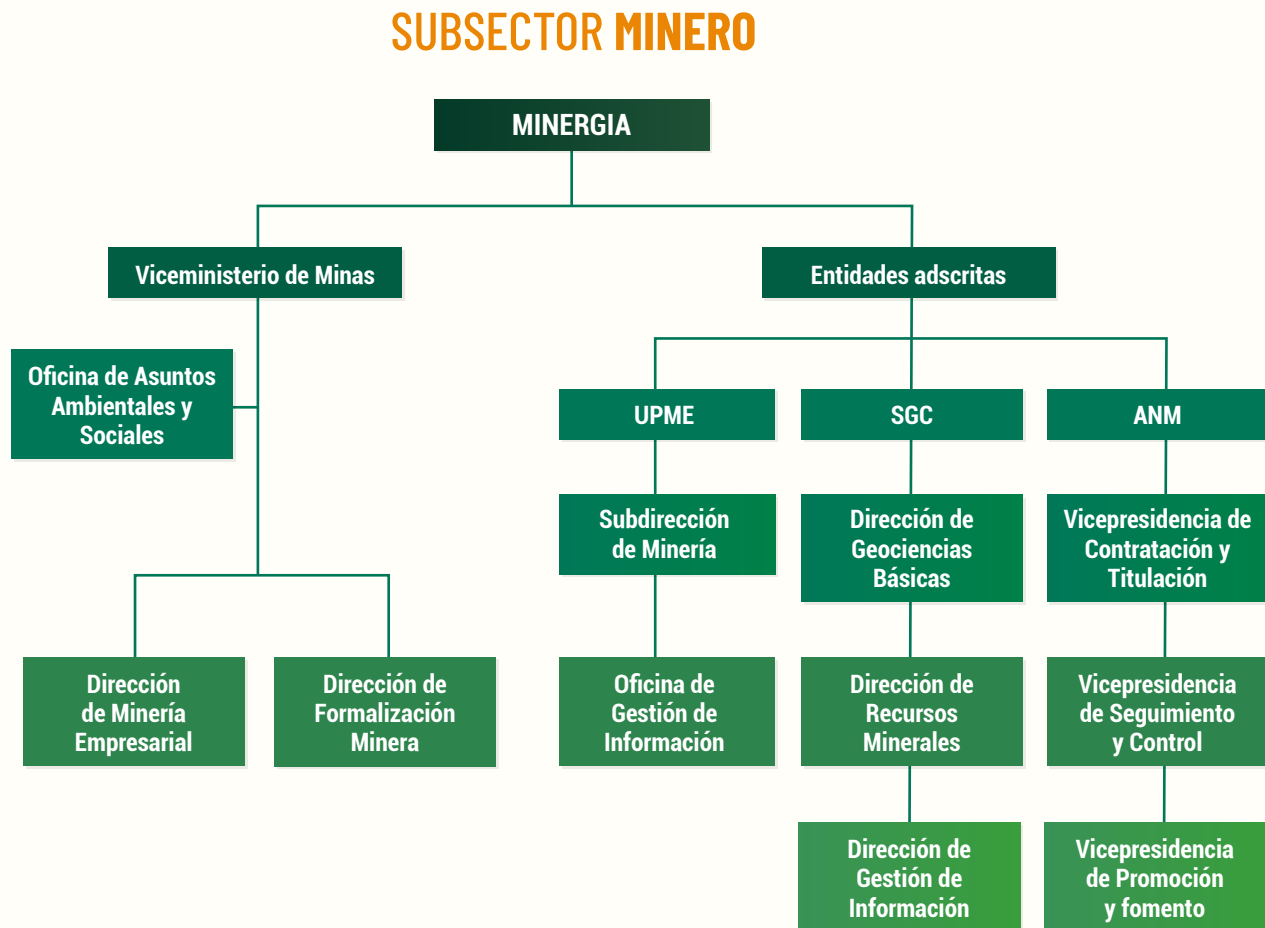 SUBSECTOR MINERO
MINERGIA
Viceministerio de Minas
Entidades adscritas
Oficina de Asuntos
Ambientales y
Sociales
UPME
SGC
ANM
Subdirección
de Minería
Dirección de
Geociencias
Básicas
Vicepresidencia de
Contratación y
Titulación
Dirección
de Minería
Empresarial
Dirección de
Formalización
Minera
Oficina de
Gestión de
Información
Dirección de
Recursos
Minerales
Vicepresidencia
de Seguimiento
y Control
Dirección de
Gestión de
Información
Vicepresidencia
de Promoción
y fomento